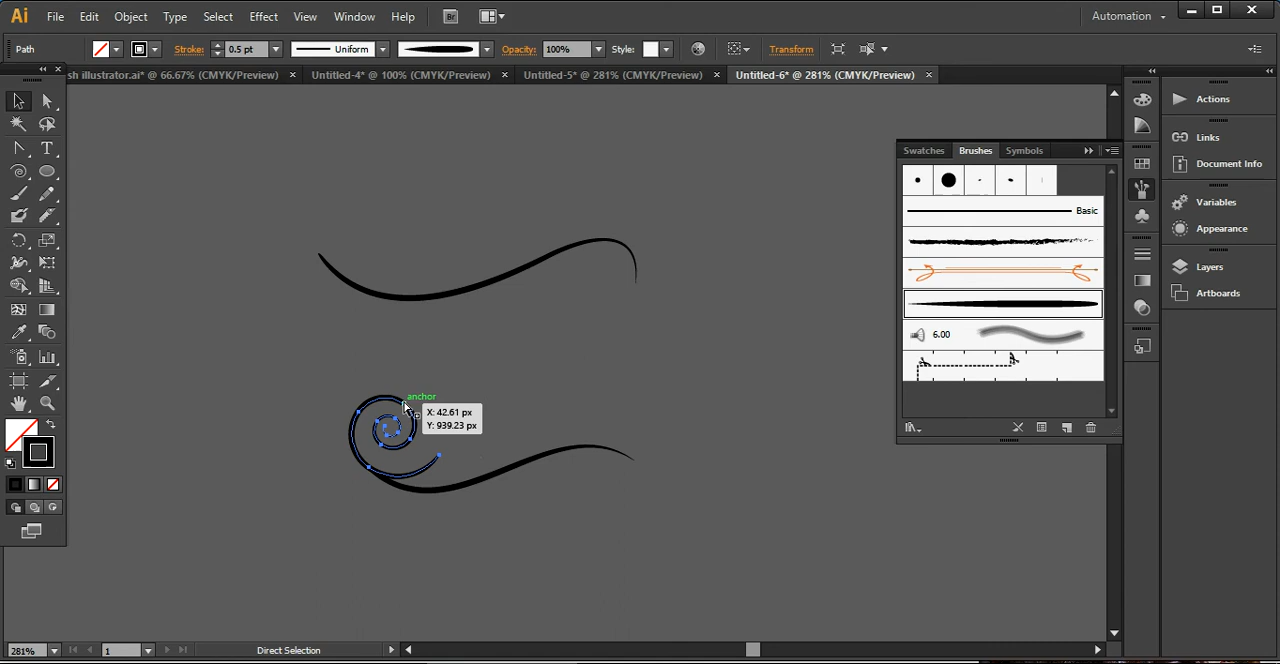 Ai File Edit Object Type Select Effect View Window Help Br Automation
Path Stroke: 0.5 pt Uniform Opacity: 100% Style: Transform
sh illustrator.ai* @ 66.67% (CMYK/Preview) Untitled-4* @ 100% (CMYK/Preview) Untitled-5* @ 281% (CMYK/Preview) Untitled-6* @ 281% (CMYK/Preview)
Actions
Links
Document Info
Variables
Appearance
Layers
Artboards
Swatches Brushes Symbols
Basic
6.00
anchor
X: 42.61 px
Y: 939.23 px
T
281% 1 Direct Selection